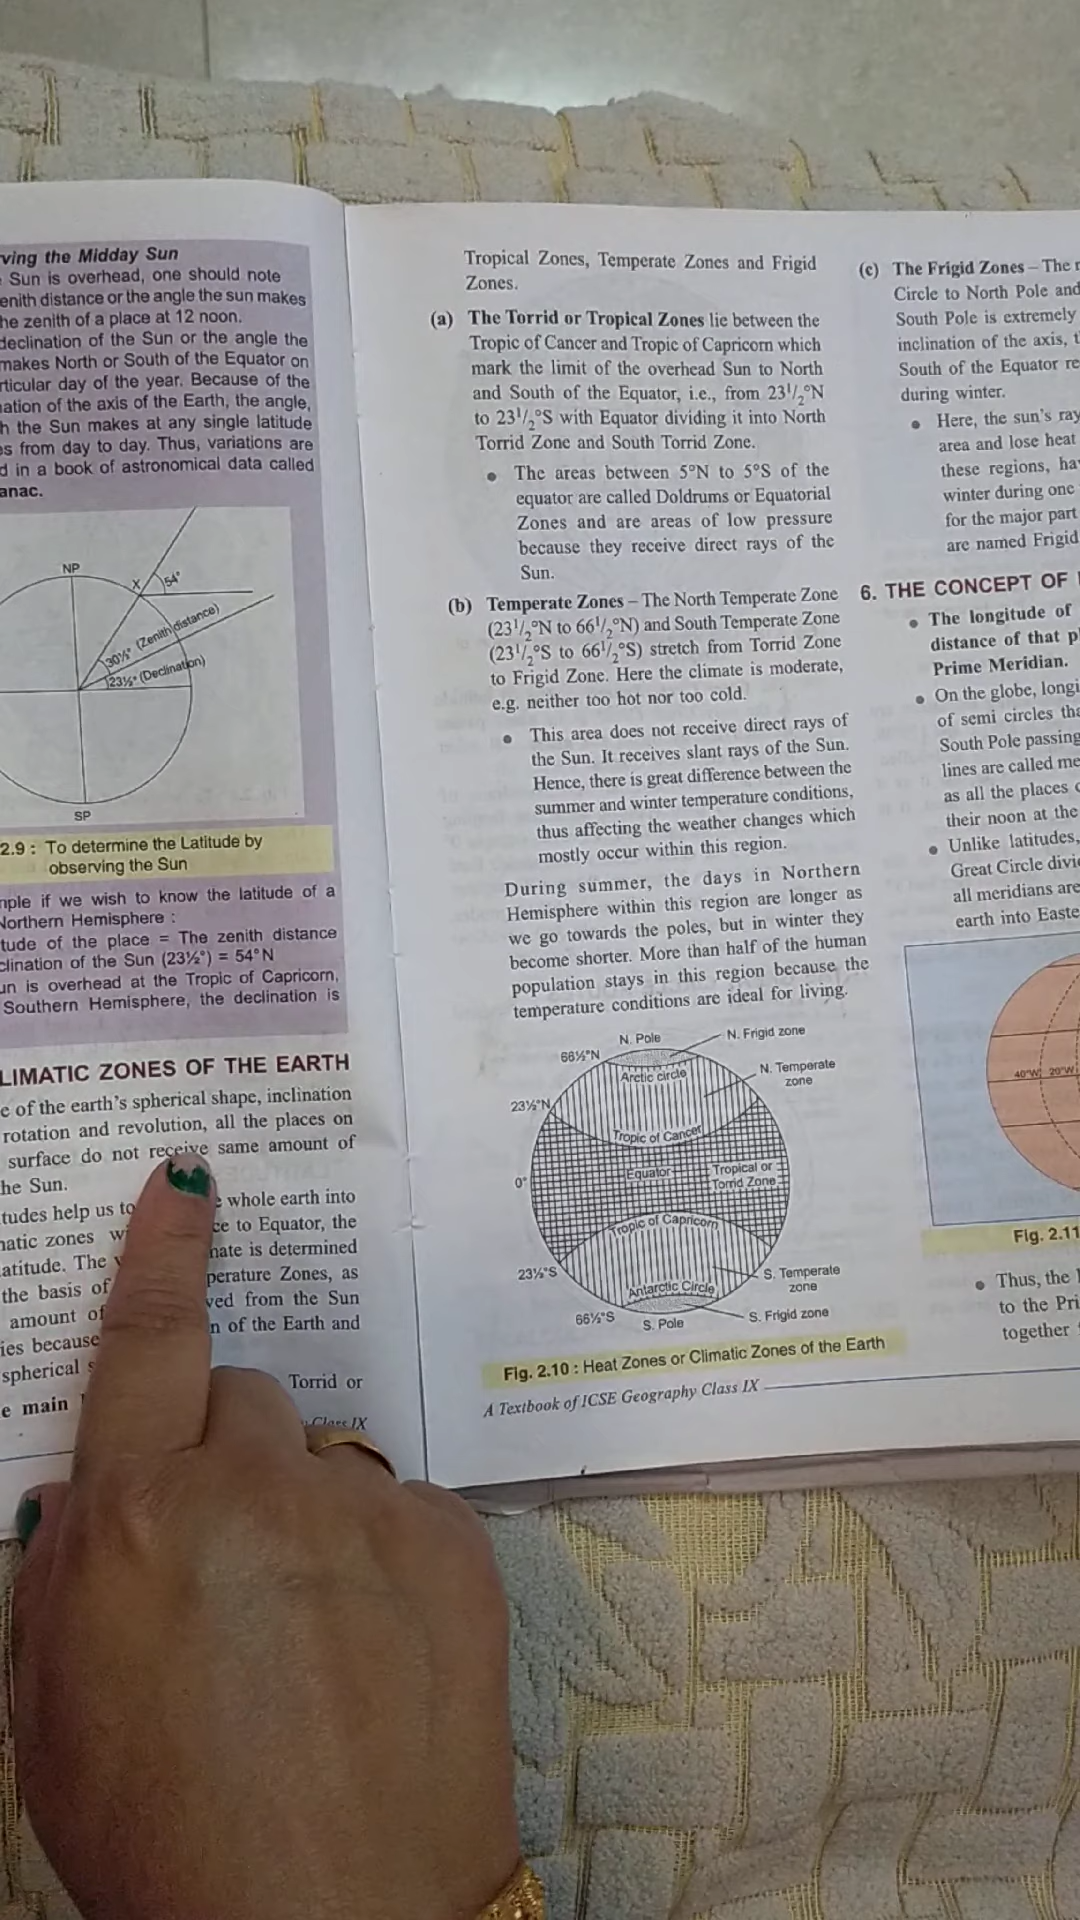 ving the Midday Sun
Sun is overhead, one should note
enith distance or the angle the sun makes
he zenith of a place at 12 noon.
declination of the Sun or the angle the
makes North or South of the Equator on
rticular day of the year. Because of the
nation of the axis of the Earth, the angle,
h the Sun makes at any single latitude
es from day to day. Thus, variations are
d in a book of astronomical data called
anac.
NP
X
54°
30½° (Zenith distance)
23½° (Declination)
SP
2.9 : To determine the Latitude by
observing the Sun
mple if we wish to know the latitude of a
Northern Hemisphere :
tude of the place = The zenith distance
clination of the Sun (23½°) = 54°N
un is overhead at the Tropic of Capricorn,
Southern Hemisphere, the declination is
LIMATIC ZONES OF THE EARTH
e of the earth's spherical shape, inclination
rotation and revolution, all the places on
surface do not receive same amount of
he Sun.
tudes help us to whole earth into
natic zones w ce to Equator, the
atitude. The nate is determined
the basis of perature Zones, as
amount of ved from the Sun
ies because n of the Earth and
spherical s
e main Torrid or
Class IX
Tropical Zones, Temperate Zones and Frigid
Zones.
(a) The Torrid or Tropical Zones lie between the
Tropic of Cancer and Tropic of Capricorn which
mark the limit of the overhead Sun to North
and South of the Equator, i.e., from 23¹/₂°N
to 23¹/₂°S with Equator dividing it into North
Torrid Zone and South Torrid Zone.
• The areas between 5°N to 5°S of the
equator are called Doldrums or Equatorial
Zones and are areas of low pressure
because they receive direct rays of the
Sun.
(b) Temperate Zones – The North Temperate Zone
(23¹/₂°N to 66¹/₂°N) and South Temperate Zone
(23¹/₂°S to 66¹/₂°S) stretch from Torrid Zone
to Frigid Zone. Here the climate is moderate,
e.g. neither too hot nor too cold.
• This area does not receive direct rays of
the Sun. It receives slant rays of the Sun.
Hence, there is great difference between the
summer and winter temperature conditions,
thus affecting the weather changes which
mostly occur within this region.
During summer, the days in Northern
Hemisphere within this region are longer as
we go towards the poles, but in winter they
become shorter. More than half of the human
population stays in this region because the
temperature conditions are ideal for living.
N. Pole
N. Frigid zone
66½°N
Arctic circle
N. Temperate
zone
23½°N
Tropic of Cancer
0°
Equator
Tropical or
Torrid Zone
Tropic of Capricorn
23½°S
S. Temperate
zone
Antarctic Circle
66½°S
S. Pole
S. Frigid zone
Fig. 2.10 : Heat Zones or Climatic Zones of the Earth
A Textbook of ICSE Geography Class IX
(c) The Frigid Zones – The
Circle to North Pole and
South Pole is extremely
inclination of the axis, t
South of the Equator re
during winter.
• Here, the sun's ray
area and lose heat
these regions, ha
winter during one
for the major part
are named Frigid
6. THE CONCEPT OF
• The longitude of
distance of that p
Prime Meridian.
• On the globe, longi
of semi circles tha
South Pole passing
lines are called me
as all the places
their noon at the
• Unlike latitudes,
Great Circle divi
all meridians are
earth into Easte
40°W 20°W
Fig. 2.11
• Thus, the
to the Pri
together